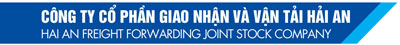 CÔNG TY CỔ PHẦN GIAO NHẬN VÀ VẬN TẢI HẢI AN
HAI AN FREIGHT FORWARDING JOINT STOCK COMPANY